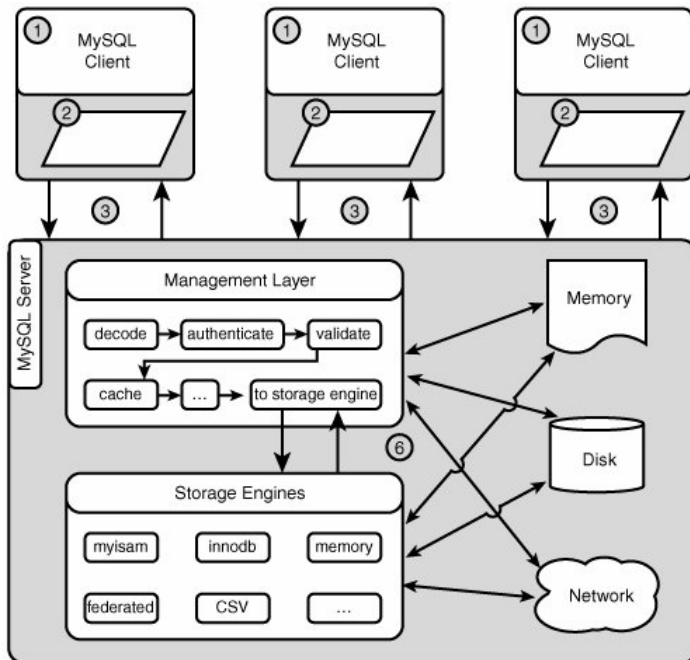 1
MySQL
Client
2
1
MySQL
Client
2
1
MySQL
Client
2
3
3
3
MySQL Server
Management Layer
decode
authenticate
validate
cache
...
to storage engine
Memory
Disk
Network
6
Storage Engines
myisam
innodb
memory
federated
CSV
...